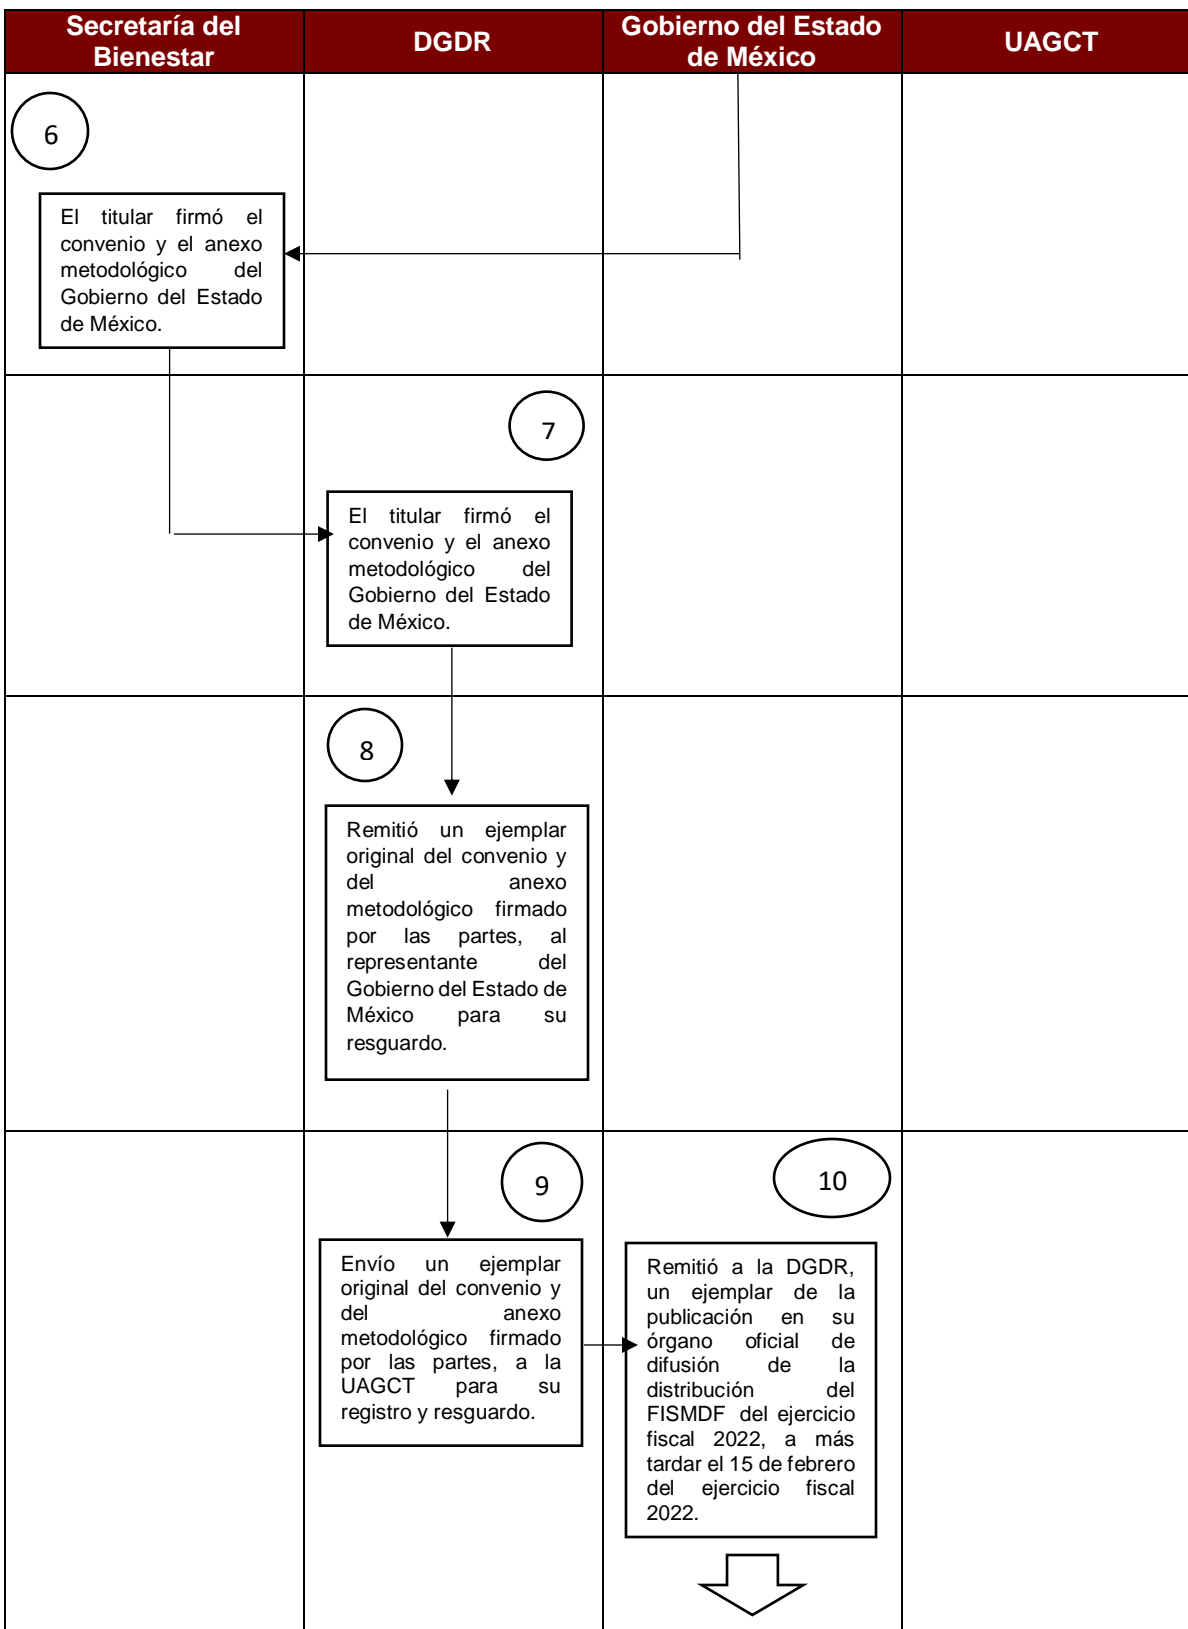 Secretaría del
Bienestar
DGDR
Gobierno del Estado
de México
UAGCT
6
El titular firmó el
convenio y el anexo
metodológico del
Gobierno del Estado
de México.
7
El titular firmó el
convenio y el anexo
metodológico del
Gobierno del Estado
de México.
8
Remitió un ejemplar
original del convenio y
del anexo
metodológico firmado
por las partes, al
representante del
Gobierno del Estado de
México para su
resguardo.
9
Envío un ejemplar
original del convenio y
del anexo
metodológico firmado
por las partes, a la
UAGCT para su
registro y resguardo.
10
Remitió a la DGDR,
un ejemplar de la
publicación en su
órgano oficial de
difusión de la
distribución del
FISMDF del ejercicio
fiscal 2022, a más
tardar el 15 de febrero
del ejercicio fiscal
2022.